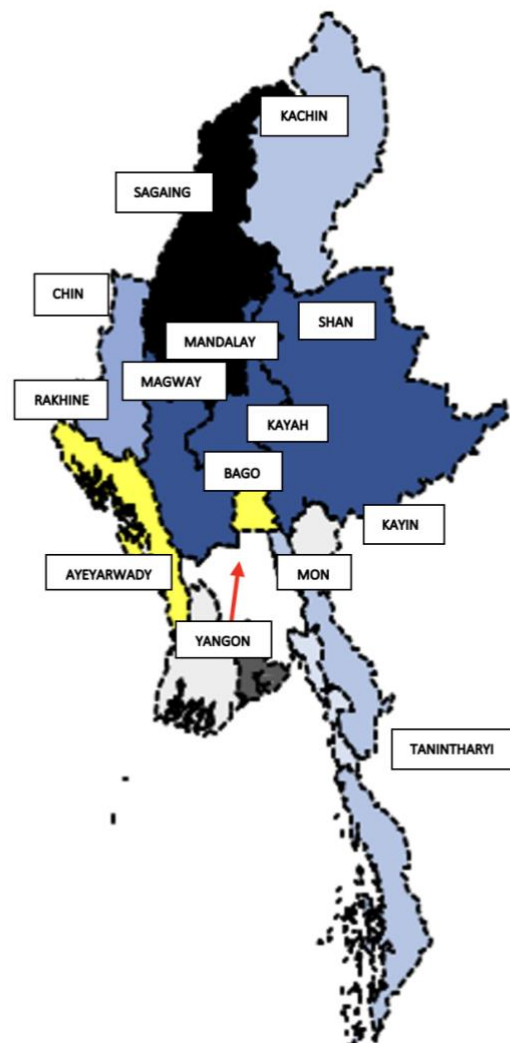 KACHIN
SAGAING
CHIN
SHAN
MANDALAY
MAGWAY
RAKHINE
KAYAH
BAGO
KAYIN
AYEYARWADY
MON
YANGON
TANINTHARYI